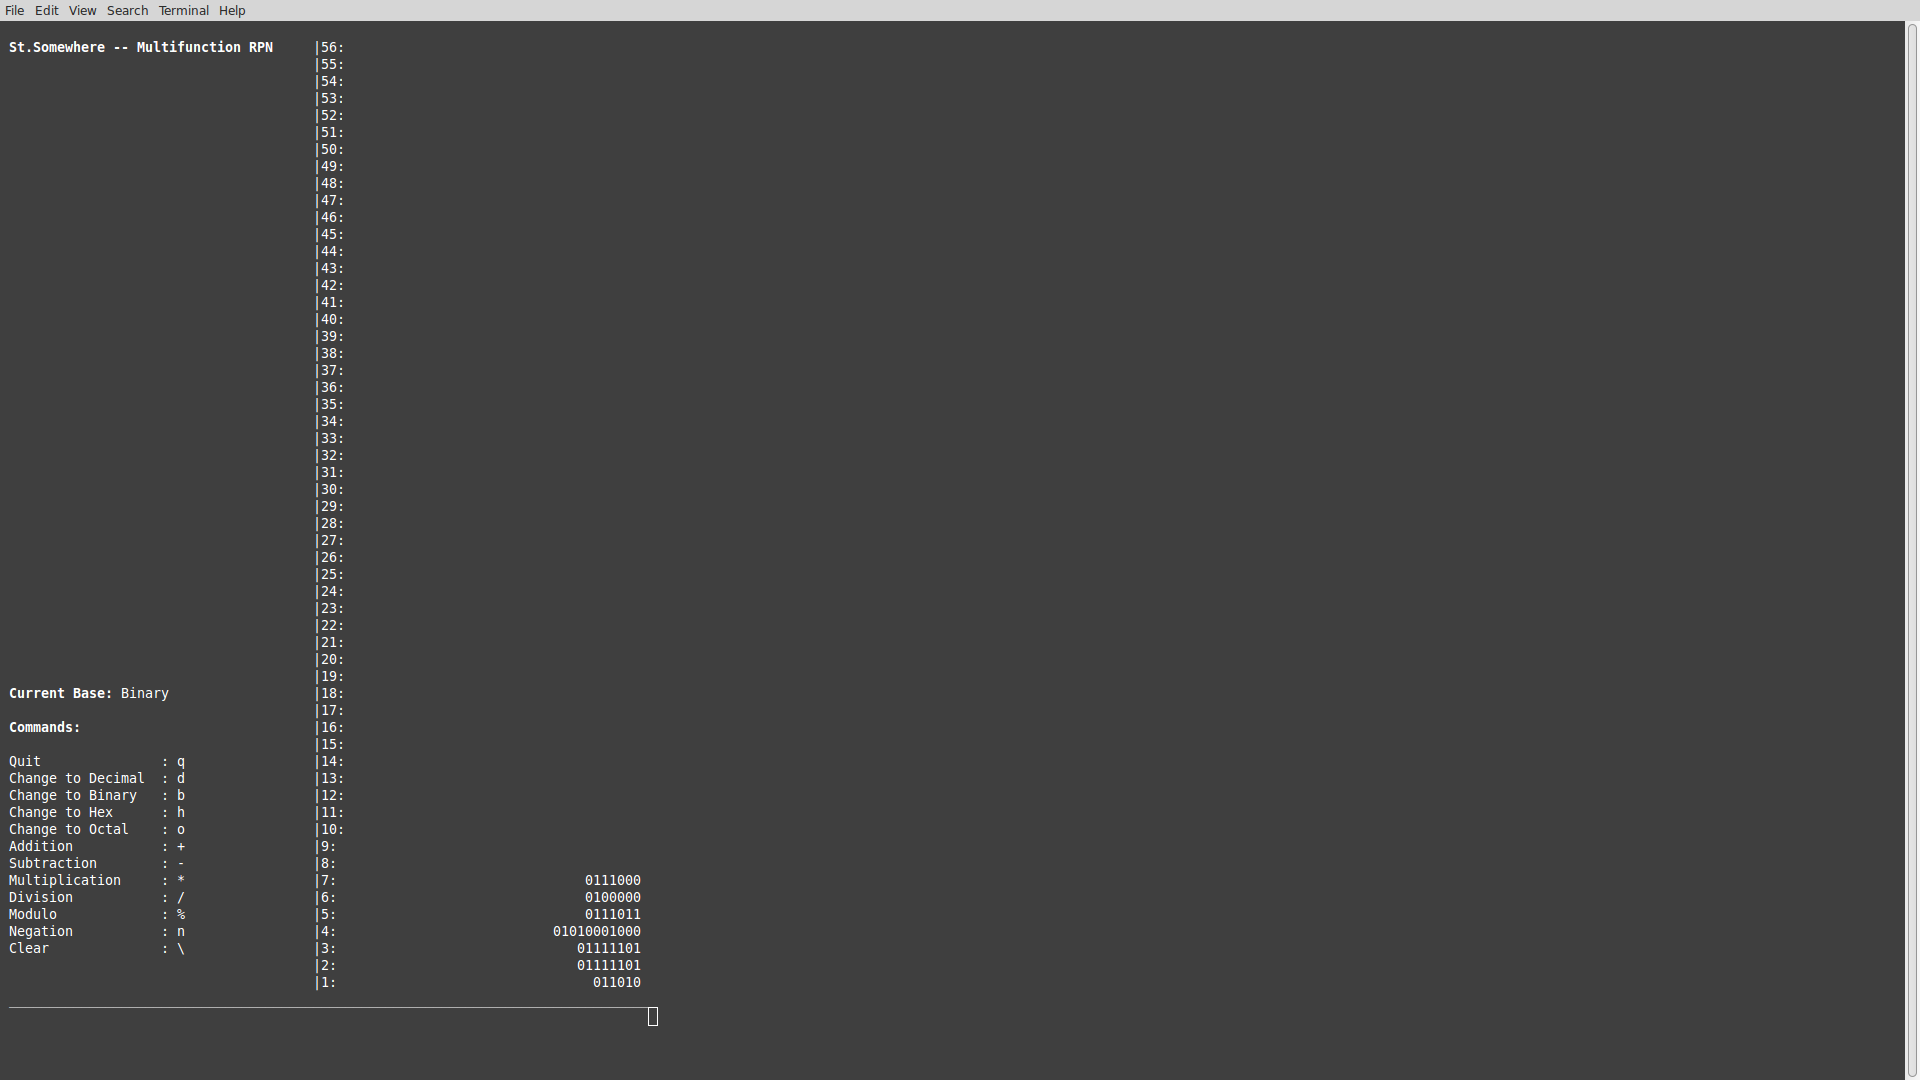 File Edit View Search Terminal Help
St.Somewhere -- Multifunction RPN |56:
|55:
|54:
|53:
|52:
|51:
|50:
|49:
|48:
|47:
|46:
|45:
|44:
|43:
|42:
|41:
|40:
|39:
|38:
|37:
|36:
|35:
|34:
|33:
|32:
|31:
|30:
|29:
|28:
|27:
|26:
|25:
|24:
|23:
|22:
|21:
|20:
|19:
Current Base: Binary |18:
|17:
Commands: |16:
|15:
Quit : q |14:
Change to Decimal : d |13:
Change to Binary : b |12:
Change to Hex : h |11:
Change to Octal : o |10:
Addition : + |9:
Subtraction : - |8:
Multiplication : * |7: 0111000
Division : / |6: 0100000
Modulo : % |5: 0111011
Negation : n |4: 01010001000
Clear : \ |3: 01111101
|2: 01111101
|1: 011010